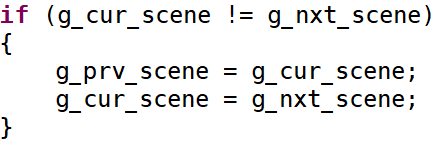 if (g_cur_scene != g_nxt_scene)
{
    g_prv_scene = g_cur_scene;
    g_cur_scene = g_nxt_scene;
}